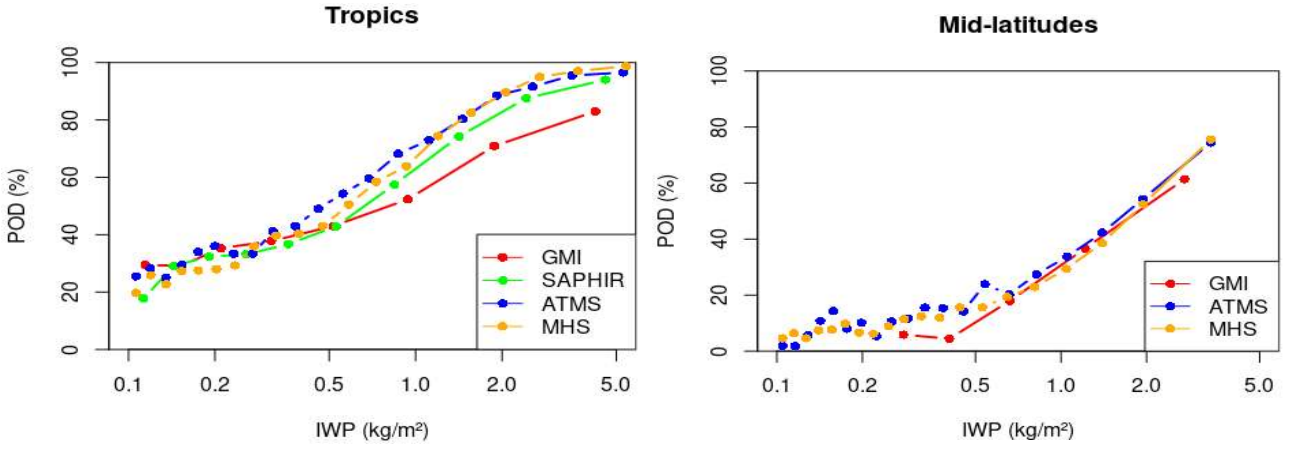 Tropics
POD (%)
0
20
40
60
80
100
0.1 0.2 0.5 1.0 2.0 5.0
IWP (kg/m²)
GMI
SAPHIR
ATMS
MHS
Mid-latitudes
POD (%)
0
20
40
60
80
100
0.1 0.2 0.5 1.0 2.0 5.0
IWP (kg/m²)
GMI
ATMS
MHS